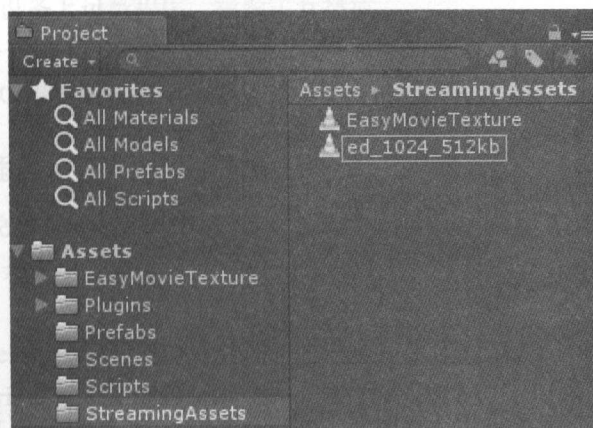 Project
Create
Favorites
All Materials
All Models
All Prefabs
All Scripts
Assets
EasyMovieTexture
Plugins
Prefabs
Scenes
Scripts
StreamingAssets
Assets ▸ StreamingAssets
EasyMovieTexture
ed_1024_512kb